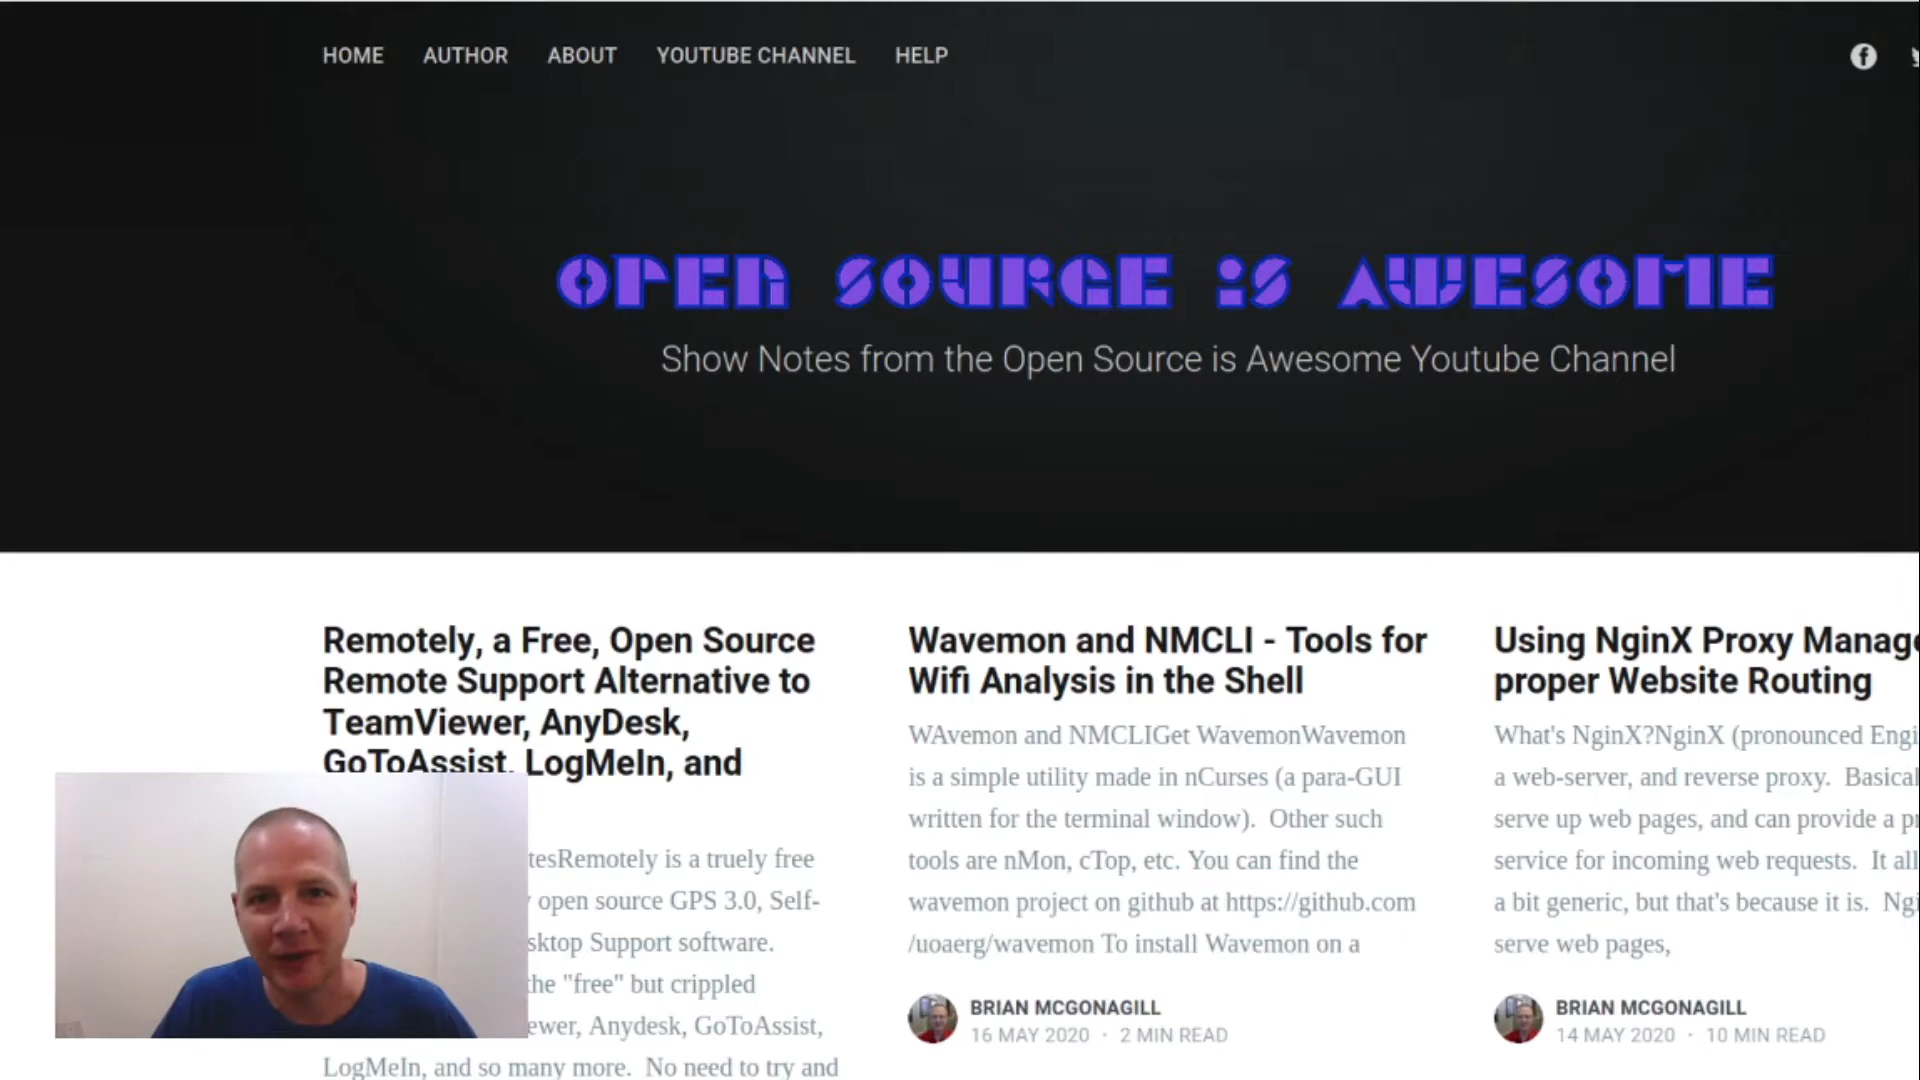 HOME AUTHOR ABOUT YOUTUBE CHANNEL HELP
OPEN SOURCE IS AWESOME
Show Notes from the Open Source is Awesome Youtube Channel
Remotely, a Free, Open Source
Remote Support Alternative to
TeamViewer, AnyDesk,
GoToAssist, LogMeIn, and
tesRemotely is a truely free
open source GPS 3.0, Self-
sktop Support software.
the "free" but crippled
ewer, Anydesk, GoToAssist,
LogMeIn, and so many more. No need to try and
Wavemon and NMCLI - Tools for
Wifi Analysis in the Shell
WAvemon and NMCLIGet WavemonWavemon
is a simple utility made in nCurses (a para-GUI
written for the terminal window). Other such
tools are nMon, cTop, etc. You can find the
wavemon project on github at https://github.com
/uoaerg/wavemon To install Wavemon on a
BRIAN MCGONAGILL
16 MAY 2020 · 2 MIN READ
Using NginX Proxy Manage
proper Website Routing
What's NginX?NginX (pronounced Engi
a web-server, and reverse proxy. Basical
serve up web pages, and can provide a p
service for incoming web requests. It all
a bit generic, but that's because it is. Ngi
serve web pages,
BRIAN MCGONAGILL
14 MAY 2020 · 10 MIN READ